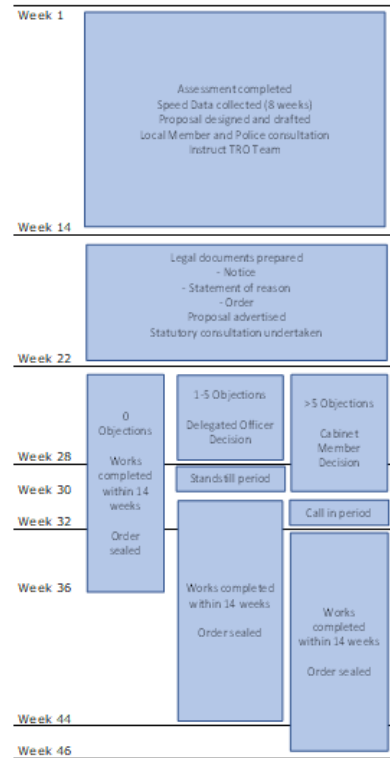 Week 1
Assessment completed
Speed Data collected (8 weeks)
Proposal designed and drafted
Local Member and Police consultation
Instruct TRO Team
Week 14
Legal documents prepared
- Notice
- Statement of reason
- Order
Proposal advertised
Statutory consultation undertaken
Week 22
0
Objections
Works
completed
within 14
weeks
Order
sealed
1-5 Objections
Delegated Officer
Decision
>5 Objections
Cabinet
Member
Decision
Week 28
Standstill period
Week 30
Call in period
Week 32
Works completed
within 14 weeks
Order sealed
Works
completed
within 14 weeks
Order sealed
Week 36
Week 44
Week 46